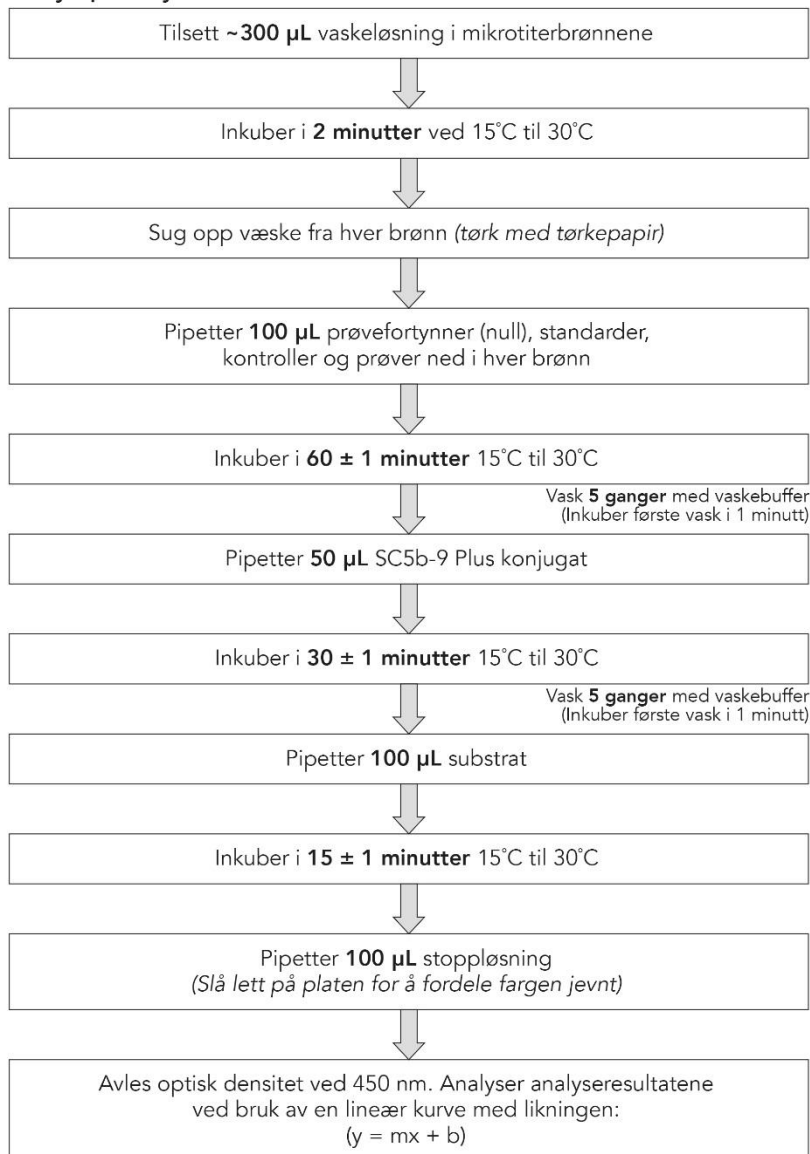 Tilsett ~300 µL vaskeløsning i mikrotiterbrønnene
Inkuber i 2 minutter ved 15˚C til 30˚C
Sug opp væske fra hver brønn (tørk med tørkepapir)
Pipetter 100 µL prøvefortynner (null), standarder,
kontroller og prøver ned i hver brønn
Inkuber i 60 ± 1 minutter 15˚C til 30˚C
Vask 5 ganger med vaskebuffer
(Inkuber første vask i 1 minutt)
Pipetter 50 µL SC5b-9 Plus konjugat
Inkuber i 30 ± 1 minutter 15˚C til 30˚C
Vask 5 ganger med vaskebuffer
(Inkuber første vask i 1 minutt)
Pipetter 100 µL substrat
Inkuber i 15 ± 1 minutter 15˚C til 30˚C
Pipetter 100 µL stoppløsning
(Slå lett på platen for å fordele fargen jevnt)
Avles optisk densitet ved 450 nm. Analyser analyseresultatene
ved bruk av en lineær kurve med likningen:
(y = mx + b)